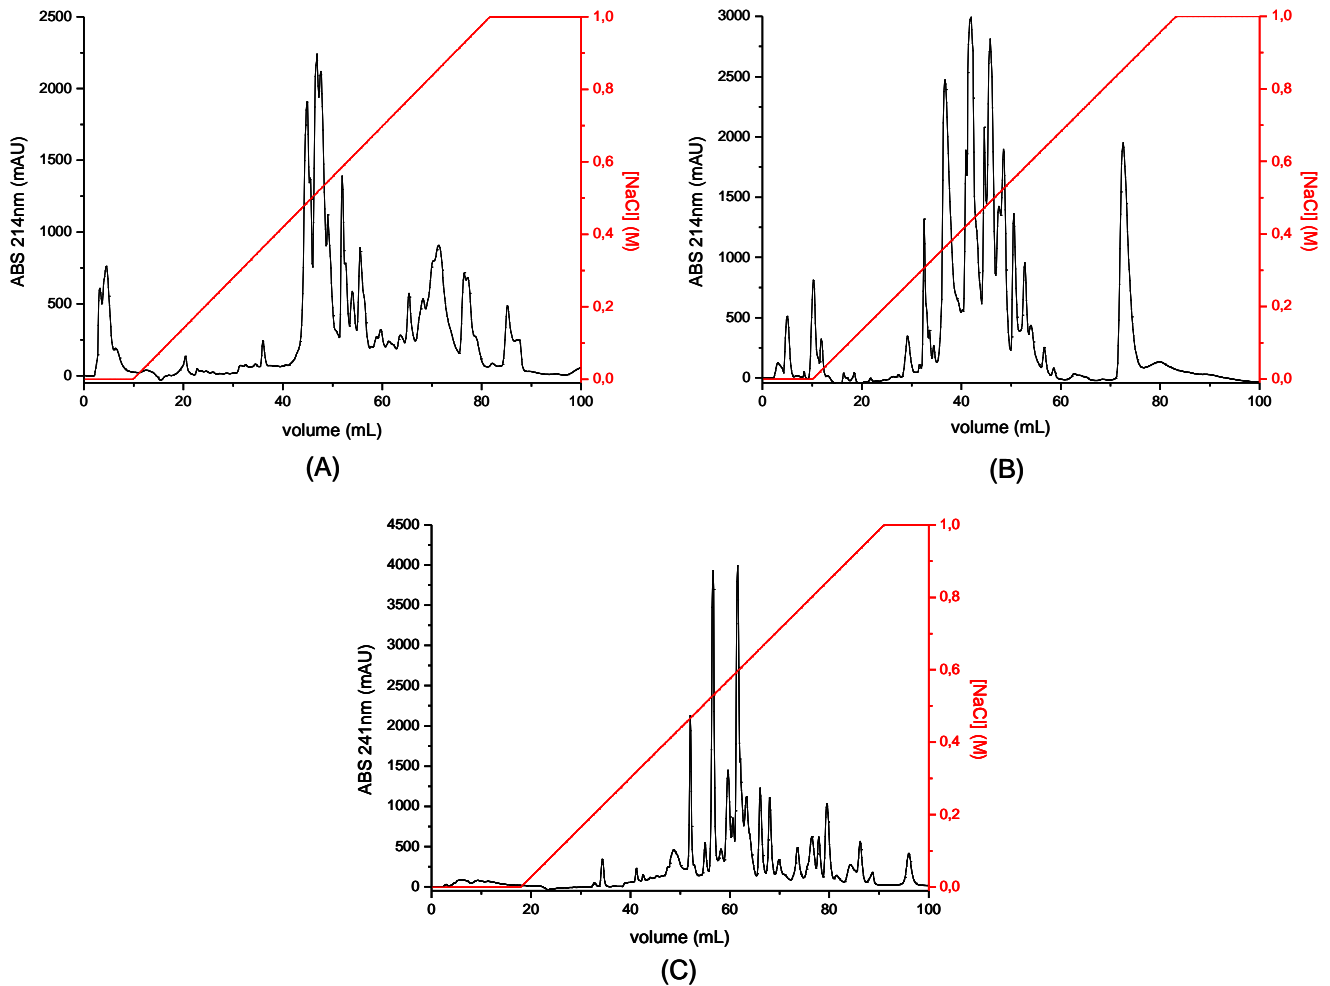 2500
2000
1500
1000
500
0
ABS 214nm (mAU)
0 20 40 60 80 100
volume (mL)
1,0
0,8
0,6
0,4
0,2
0,0
[NaCl] (M)
(A)
3000
2500
2000
1500
1000
500
0
ABS 214nm (mAU)
0 20 40 60 80 100
volume (mL)
1,0
0,8
0,6
0,4
0,2
0,0
[NaCl] (M)
(B)
4500
4000
3500
3000
2500
2000
1500
1000
500
0
ABS 241nm (mAU)
0 20 40 60 80 100
volume (mL)
1,0
0,8
0,6
0,4
0,2
0,0
[NaCl] (M)
(C)